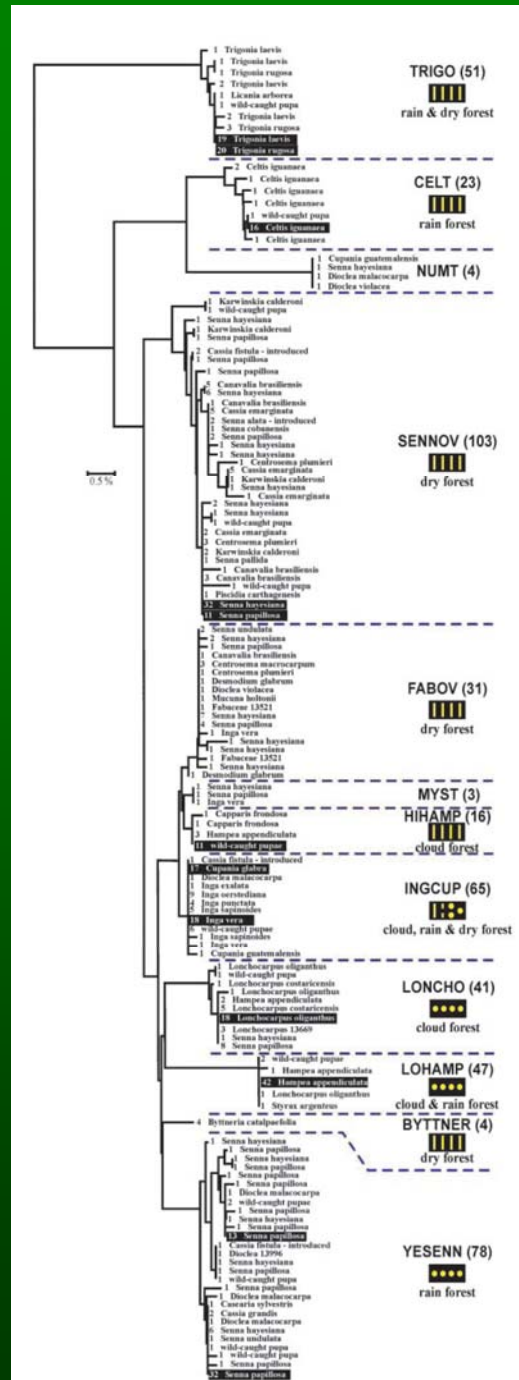 1 Trigonia laevis
1 Trigonia laevis
1 Trigonia rugosa
2 Trigonia laevis
1 Licania arborea
1 wild-caught pupa
2 Trigonia laevis
3 Trigonia rugosa
19 Trigonia laevis
20 Trigonia rugosa
TRIGO (51)
rain & dry forest
2 Celtis iguanaea
1 Celtis iguanaea
1 Celtis iguanaea
1 Celtis iguanaea
1 wild-caught pupa
16 Celtis iguanaea
1 Celtis iguanaea
CELT (23)
rain forest
1 Cupania guatemalensis
1 Senna hayesiana
1 Dioclea malacocarpa
1 Dioclea violacea
NUMT (4)
1 Karwinskia calderoni
1 wild-caught pupa
1 Senna hayesiana
1 Karwinskia calderoni
1 Senna papillosa
2 Cassia fistula - introduced
1 Senna papillosa
1 Senna papillosa
5 Canavalia brasiliensis
6 Senna hayesiana
1 Canavalia brasiliensis
5 Cassia emarginata
2 Senna alata - introduced
1 Senna cobanensis
2 Senna papillosa
1 Senna hayesiana
1 Senna hayesiana
1 Centrosema plumieri
5 Cassia emarginata
1 Karwinskia calderoni
1 Senna hayesiana
1 Cassia emarginata
2 Senna hayesiana
1 Senna hayesiana
1 wild-caught pupa
2 Cassia emarginata
3 Centrosema plumieri
2 Karwinskia calderoni
1 Senna pallida
1 Canavalia brasiliensis
3 Canavalia brasiliensis
1 wild-caught pupa
1 Piscidia carthagenesis
32 Senna hayesiana
11 Senna papillosa
SENNOV (103)
dry forest
0.5 %
2 Senna undulata
2 Senna hayesiana
1 Senna papillosa
1 Canavalia brasiliensis
3 Centrosema macrocarpum
1 Centrosema plumieri
1 Desmodium glabrum
1 Dioclea violacea
1 Mucuna holtonii
1 Fabaceae 13521
Senna hayesiana
4 Senna papillosa
1 Inga vera
1 Senna hayesiana
1 Senna hayesiana
1 Fabaceae 13521
1 Senna hayesiana
1 Desmodium glabrum
FABOV (31)
dry forest
1 Senna hayesiana
1 Senna papillosa
1 Inga vera
MYST (3)
1 Capparis frondosa
1 Capparis frondosa
3 Hampea appendiculata
11 wild-caught pupae
HIHAMP (16)
cloud forest
1 Cassia fistula - introduced
17 Cupania glabra
1 Dioclea malacocarpa
1 Inga exalata
9 Inga oerstediana
4 Inga punctata
5 Inga sapinoides
18 Inga vera
6 wild-caught pupae
1 Inga sapinoides
1 Inga vera
1 Cupania guatemalensis
INGCUP (65)
cloud, rain & dry forest
1 Lonchocarpus oliganthus
1 wild-caught pupa
1 Lonchocarpus costaricensis
1 Lonchocarpus oliganthus
2 Hampea appendiculata
5 Lonchocarpus costaricensis
18 Lonchocarpus oliganthus
3 Lonchocarpus 13669
1 Senna hayesiana
8 Senna papillosa
LONCHO (41)
cloud forest
2 wild-caught pupae
1 Hampea appendiculata
42 Hampea appendiculata
1 Lonchocarpus oliganthus
1 Styrax argenteus
LOHAMP (47)
cloud & rain forest
4 Byttneria catalpaefolia
BYTTNER (4)
dry forest
1 Senna hayesiana
1 Senna papillosa
1 Senna hayesiana
1 Senna papillosa
1 Senna papillosa
1 Senna papillosa
1 Dioclea malacocarpa
2 wild-caught pupae
1 Senna papillosa
1 Senna hayesiana
1 Senna papillosa
13 Senna papillosa
1 Cassia fistula - introduced
1 Dioclea 13996
1 Senna hayesiana
1 Senna papillosa
1 wild-caught pupa
1 Senna papillosa
1 Dioclea malacocarpa
1 Casearia sylvestris
2 Cassia grandis
1 Dioclea malacocarpa
6 Senna hayesiana
1 Senna undulata
1 wild-caught pupa
1 wild-caught pupa
1 Senna papillosa
32 Senna papillosa
YESENN (78)
rain forest